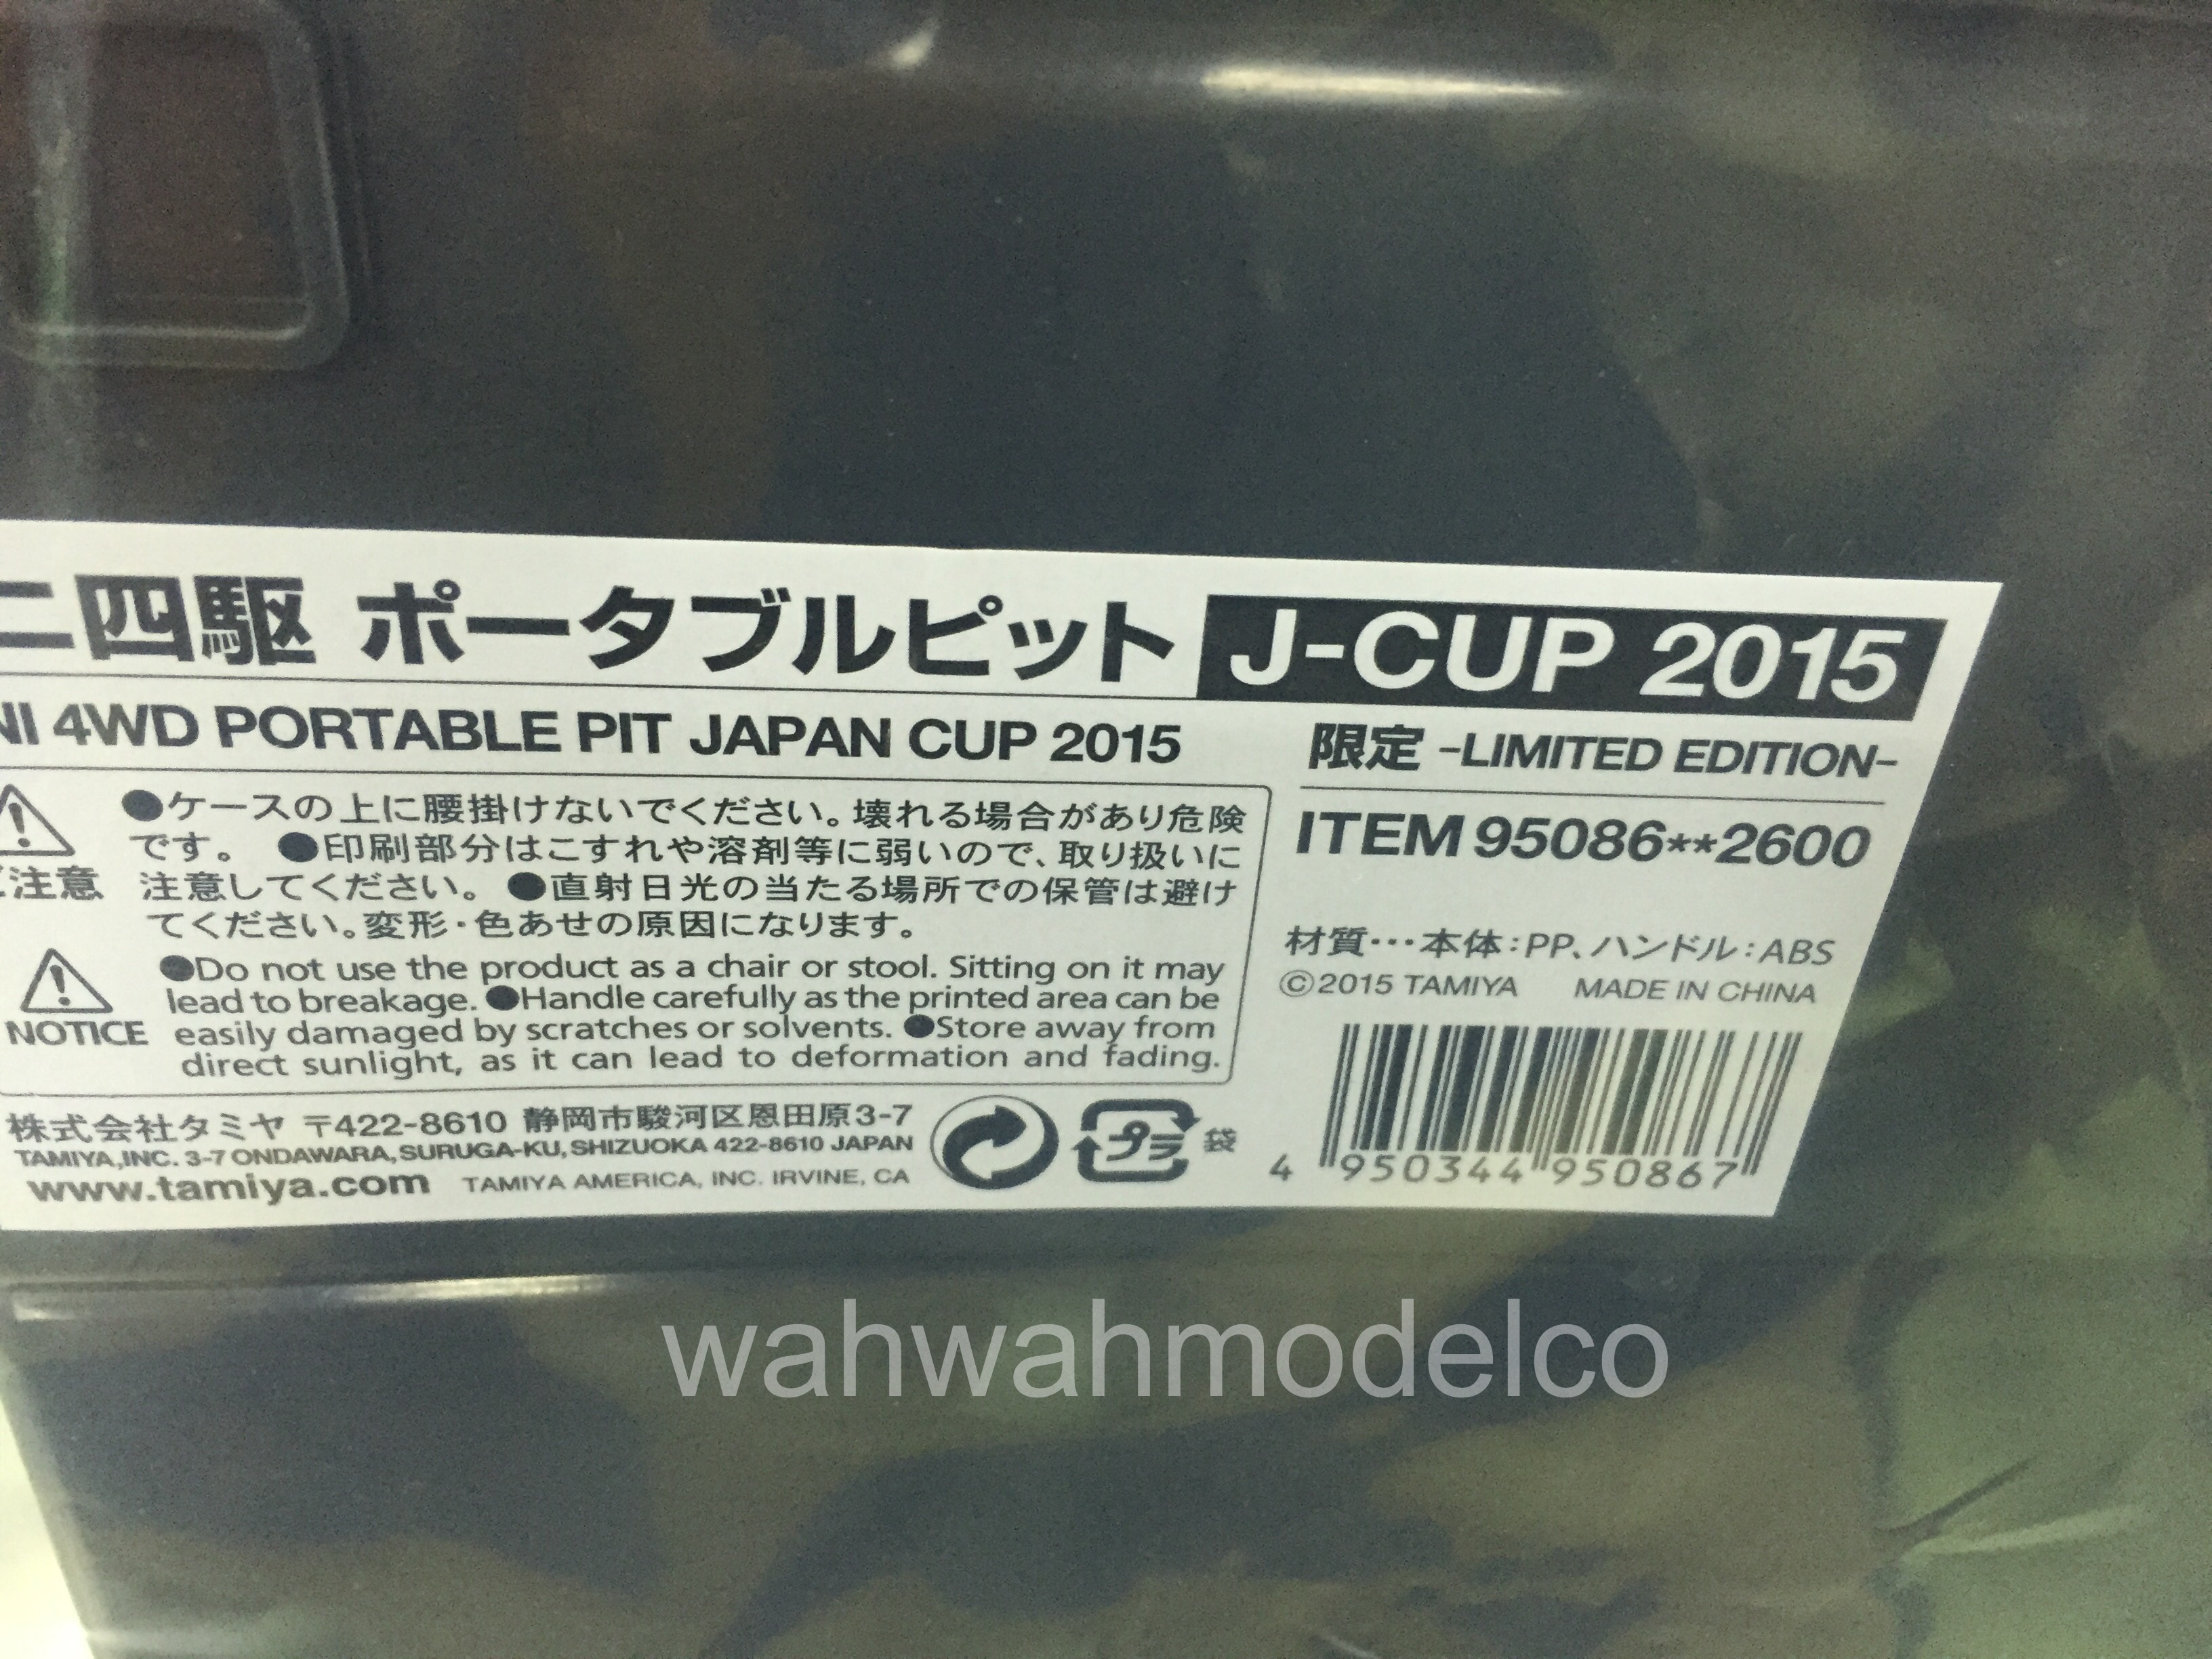 ニ四駆 ポータブルピット J-CUP 2015
NI 4WD PORTABLE PIT JAPAN CUP 2015
限定 -LIMITED EDITION-
ITEM 95086**2600
ご注意
●ケースの上に腰掛けないでください。壊れる場合があり危険
です。 ●印刷部分はこすれや溶剤等に弱いので、取り扱いに
注意してください。 ●直射日光の当たる場所での保管は避け
てください。変形・色あせの原因になります。
NOTICE
●Do not use the product as a chair or stool. Sitting on it may
lead to breakage. ●Handle carefully as the printed area can be
easily damaged by scratches or solvents. ●Store away from
direct sunlight, as it can lead to deformation and fading.
材質…本体:PP、ハンドル:ABS
©2015 TAMIYA MADE IN CHINA
株式会社タミヤ 〒422-8610 静岡市駿河区恩田原3-7
TAMIYA,INC. 3-7 ONDAWARA, SURUGA-KU, SHIZUOKA 422-8610 JAPAN
www.tamiya.com TAMIYA AMERICA, INC. IRVINE, CA
プラ 袋
4 950344 950867
wahwahmodelco